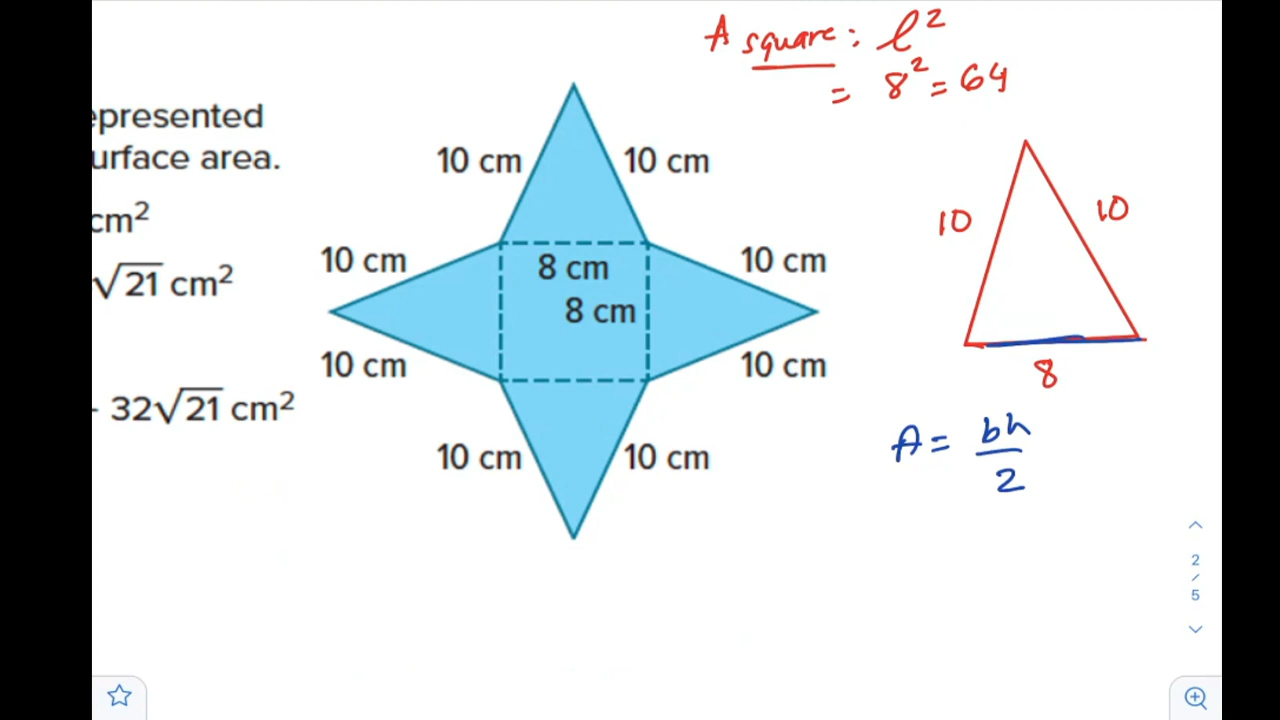 A square: l²
= 8² = 64
epresented
urface area.
cm²
√21 cm²
- 32√21 cm²
10 cm 10 cm
10 cm 8 cm 10 cm
8 cm
10 cm 10 cm
10 cm 10 cm
10 10
8
A = bh/2
2
/
5